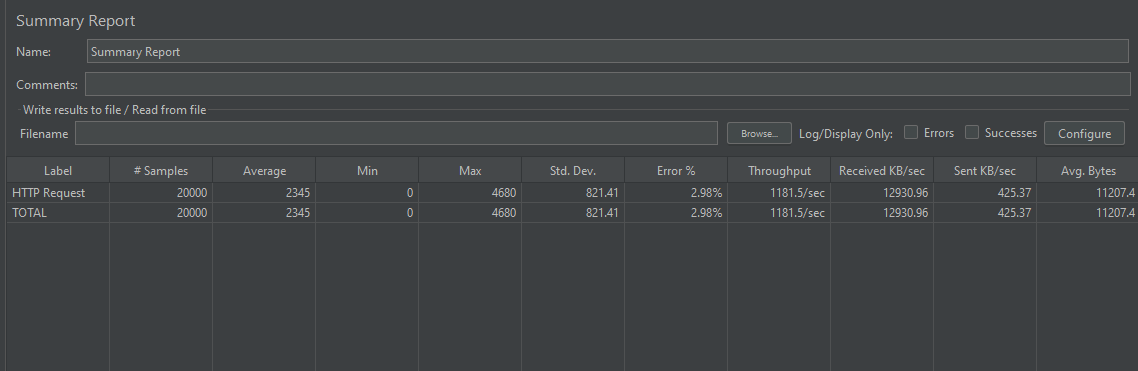 Summary Report
Name: Summary Report
Comments:
Write results to file / Read from file
Filename Browse... Log/Display Only: Errors Successes Configure
Label # Samples Average Min Max Std. Dev. Error % Throughput Received KB/sec Sent KB/sec Avg. Bytes
HTTP Request 20000 2345 0 4680 821.41 2.98% 1181.5/sec 12930.96 425.37 11207.4
TOTAL 20000 2345 0 4680 821.41 2.98% 1181.5/sec 12930.96 425.37 11207.4